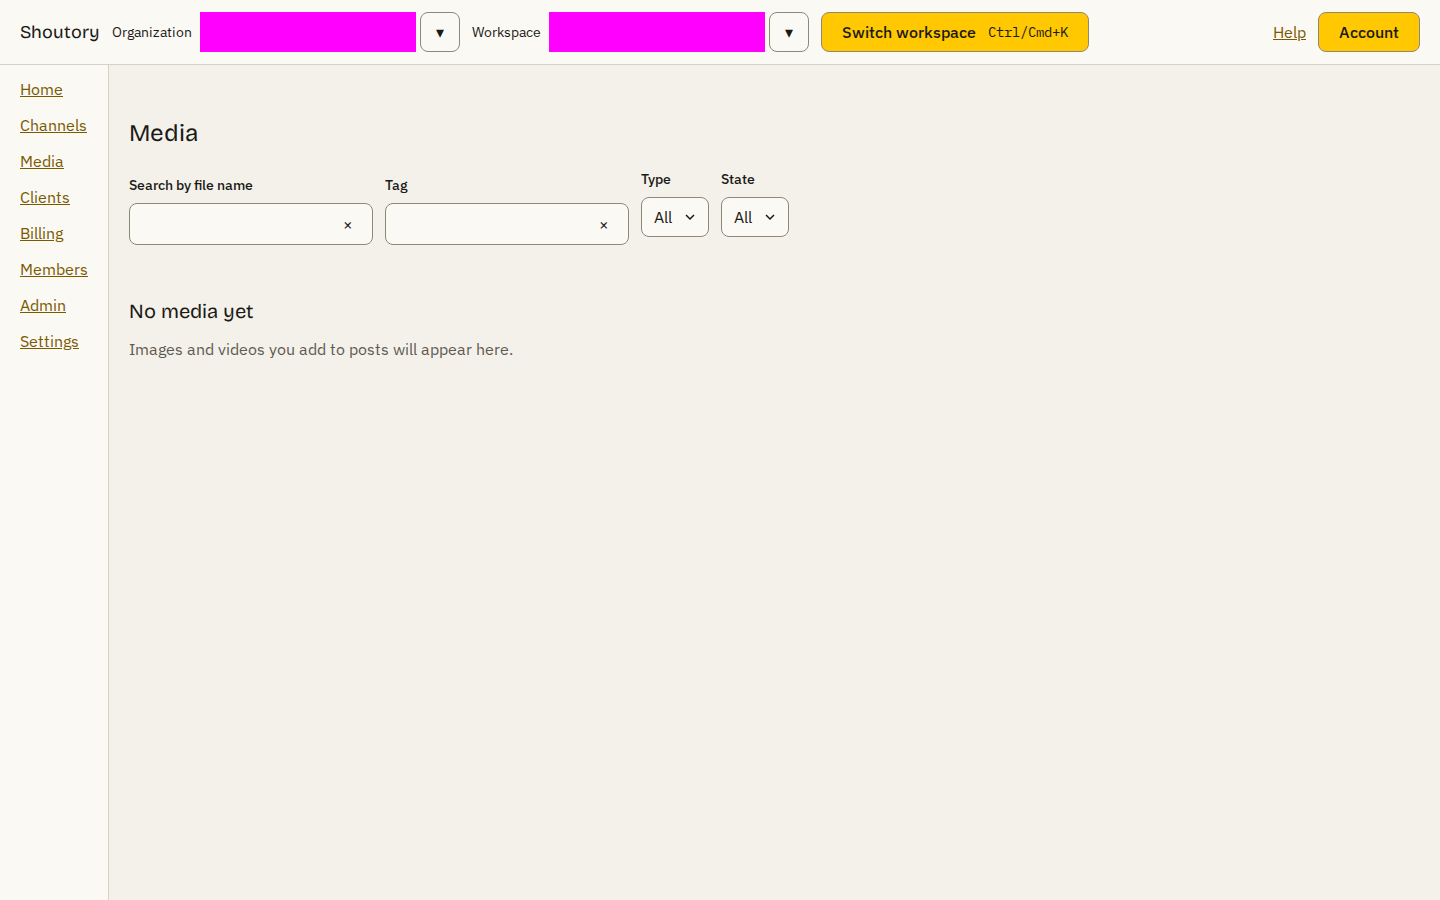 Shoutory Organization ▾ Workspace ▾ Switch workspace Ctrl/Cmd+K Help Account
Home
Channels
Media
Clients
Billing
Members
Admin
Settings
Media
Search by file name Tag Type State
× × All All
No media yet
Images and videos you add to posts will appear here.